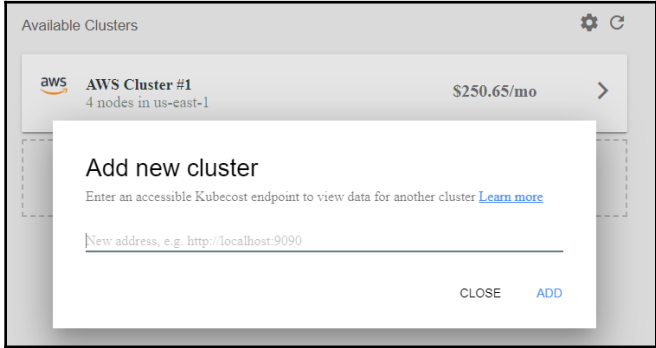 Available Clusters
aws
AWS Cluster #1
4 nodes in us-east-1
$250.65/mo
Add new cluster
Enter an accessible Kubecost endpoint to view data for another cluster Learn more
New address, e.g. http://localhost:9090
CLOSE
ADD